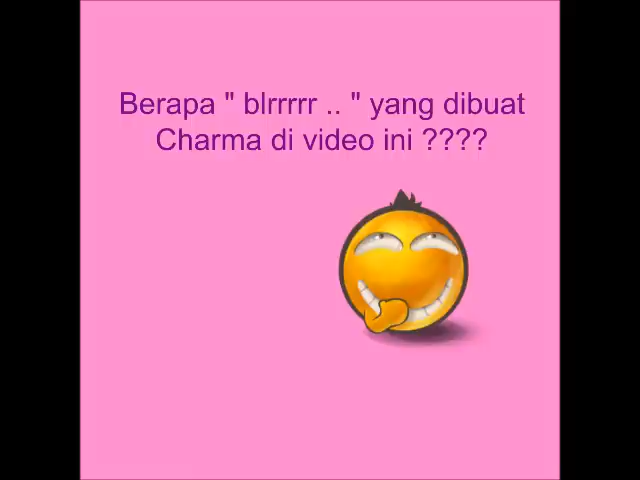 Berapa " blrrrrr .. " yang dibuat
Charma di video ini ????